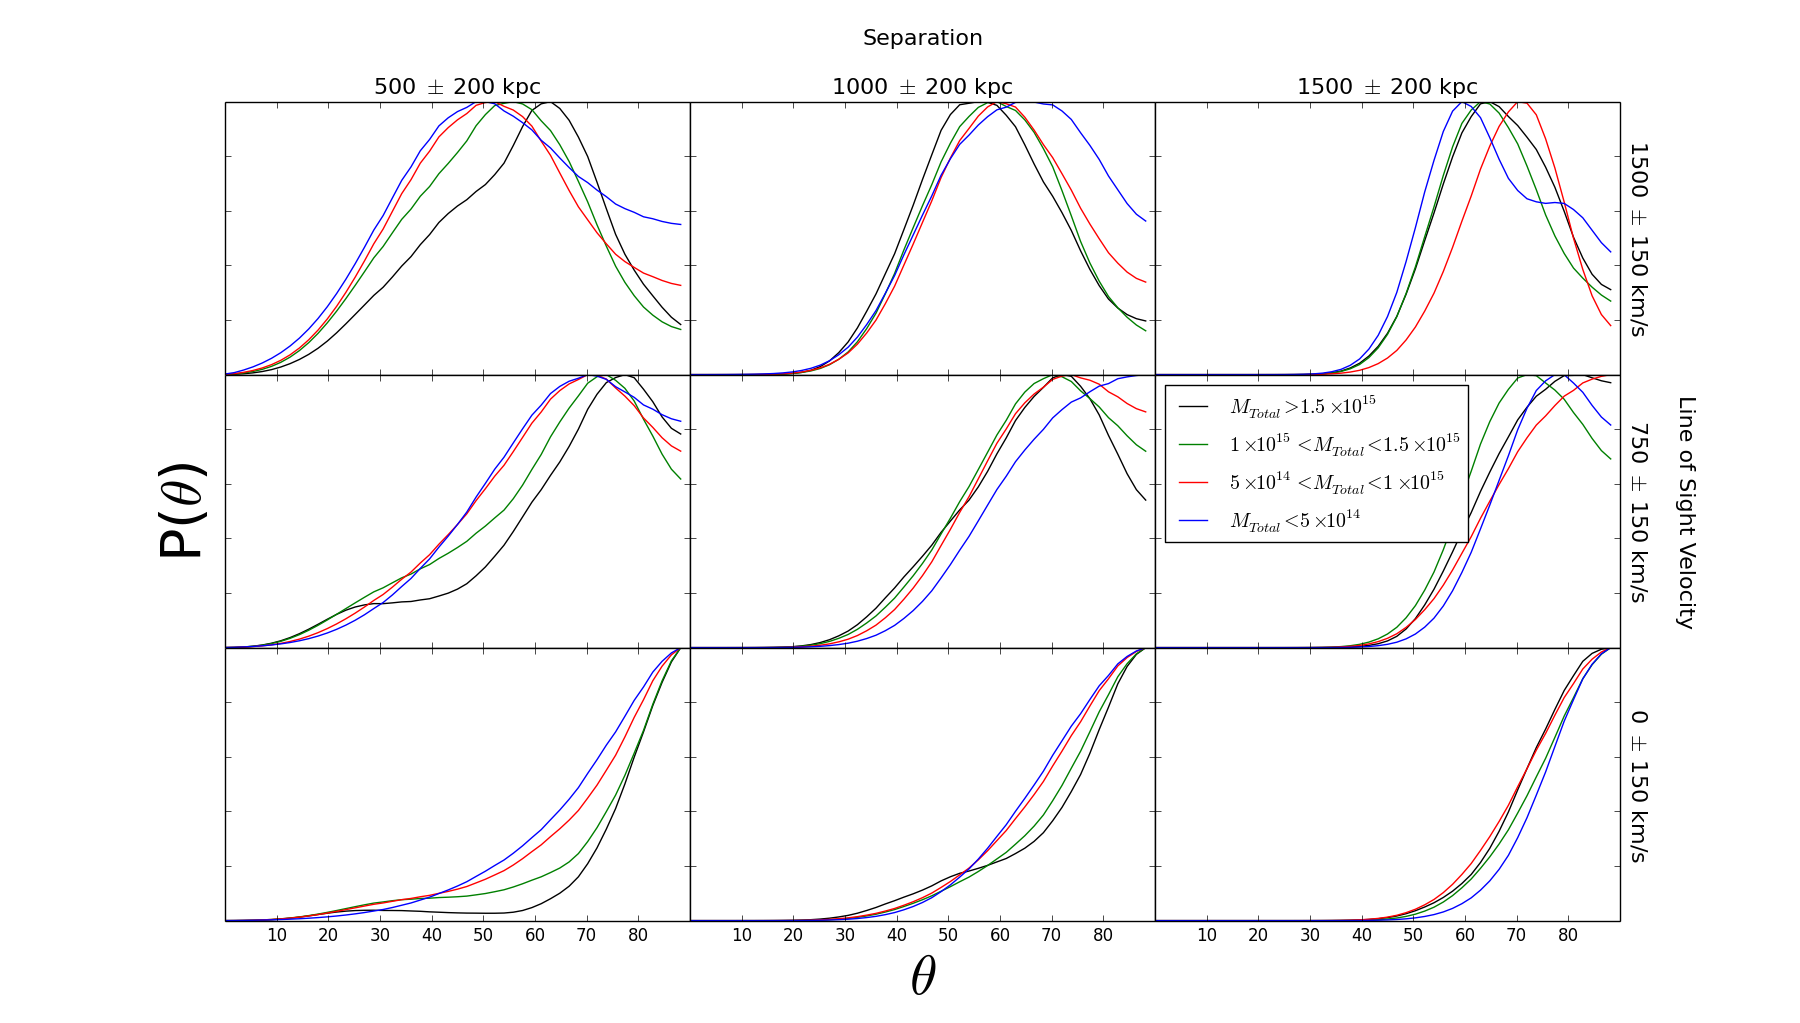 Separation
500 ± 200 kpc
1000 ± 200 kpc
1500 ± 200 kpc
1500 ± 150 km/s
750 ± 150 km/s
0 ± 150 km/s
Line of Sight Velocity
P(θ)
M_Total >1.5×10^15
1×10^15 <M_Total<1.5×10^15
5×10^14 <M_Total<1×10^15
M_Total<5×10^14
10 20 30 40 50 60 70 80
10 20 30 40 50 60 70 80
10 20 30 40 50 60 70 80
θ